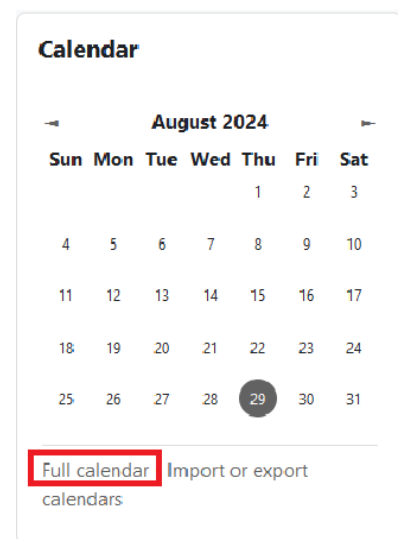 Calendar
August 2024
Sun Mon Tue Wed Thu Fri Sat
1 2 3
4 5 6 7 8 9 10
11 12 13 14 15 16 17
18 19 20 21 22 23 24
25 26 27 28 29 30 31
Full calendar Import or export
calendars